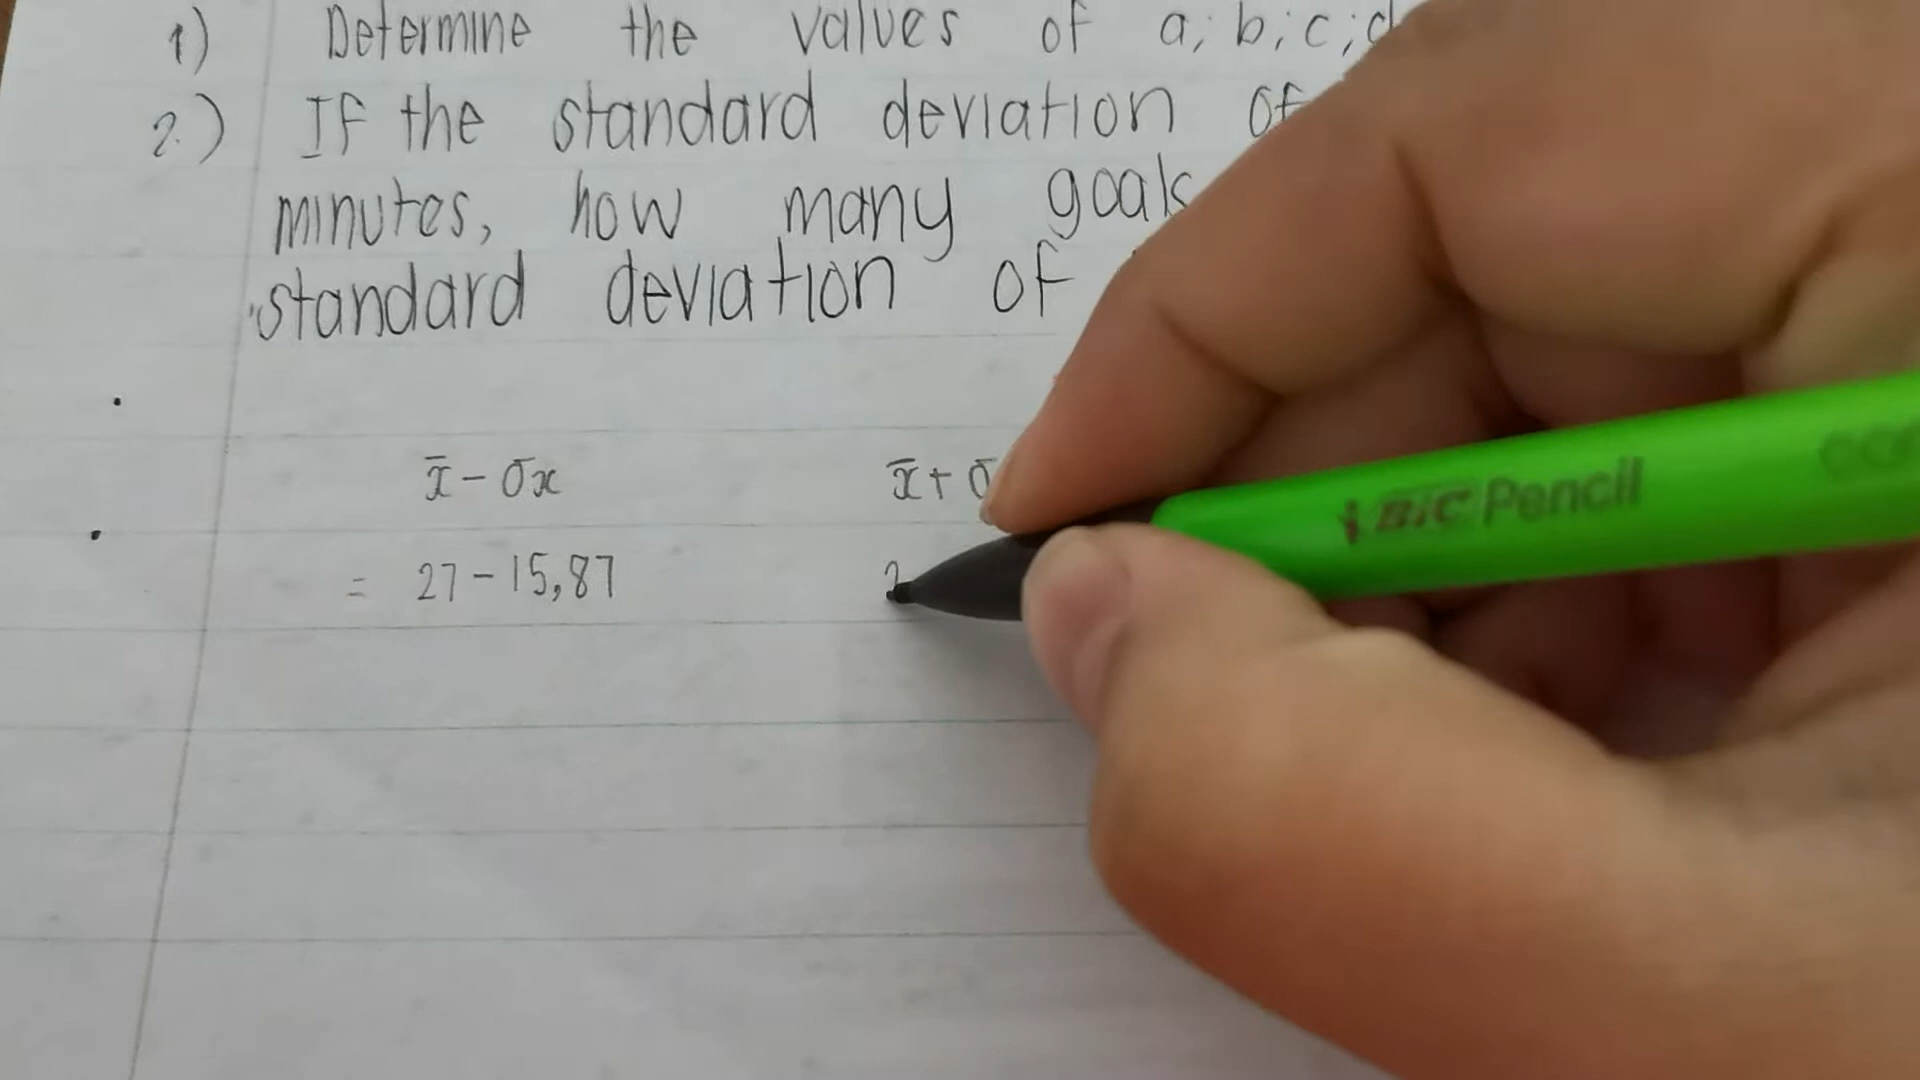 1) Determine the values of a; b; c; d
2.) If the standard deviation of
minutes, how many goals
standard deviation of
x̄ - σx x̄ + σ
= 27 - 15,87 2
BiC Pencil